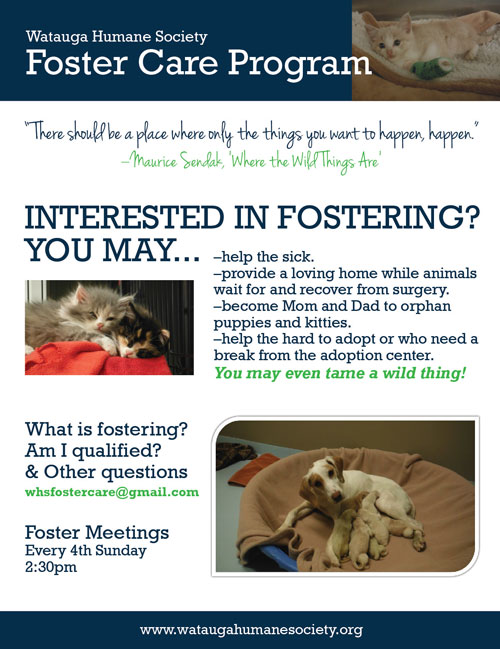 Watauga Humane Society
Foster Care Program
"There should be a place where only the things you want to happen, happen."
–Maurice Sendak, 'Where the Wild Things Are'
INTERESTED IN FOSTERING?
YOU MAY...
–help the sick.
–provide a loving home while animals
wait for and recover from surgery.
–become Mom and Dad to orphan
puppies and kitties.
–help the hard to adopt or who need a
break from the adoption center.
You may even tame a wild thing!
What is fostering?
Am I qualified?
& Other questions
whsfostercare@gmail.com
Foster Meetings
Every 4th Sunday
2:30pm
www.wataugahumanesociety.org